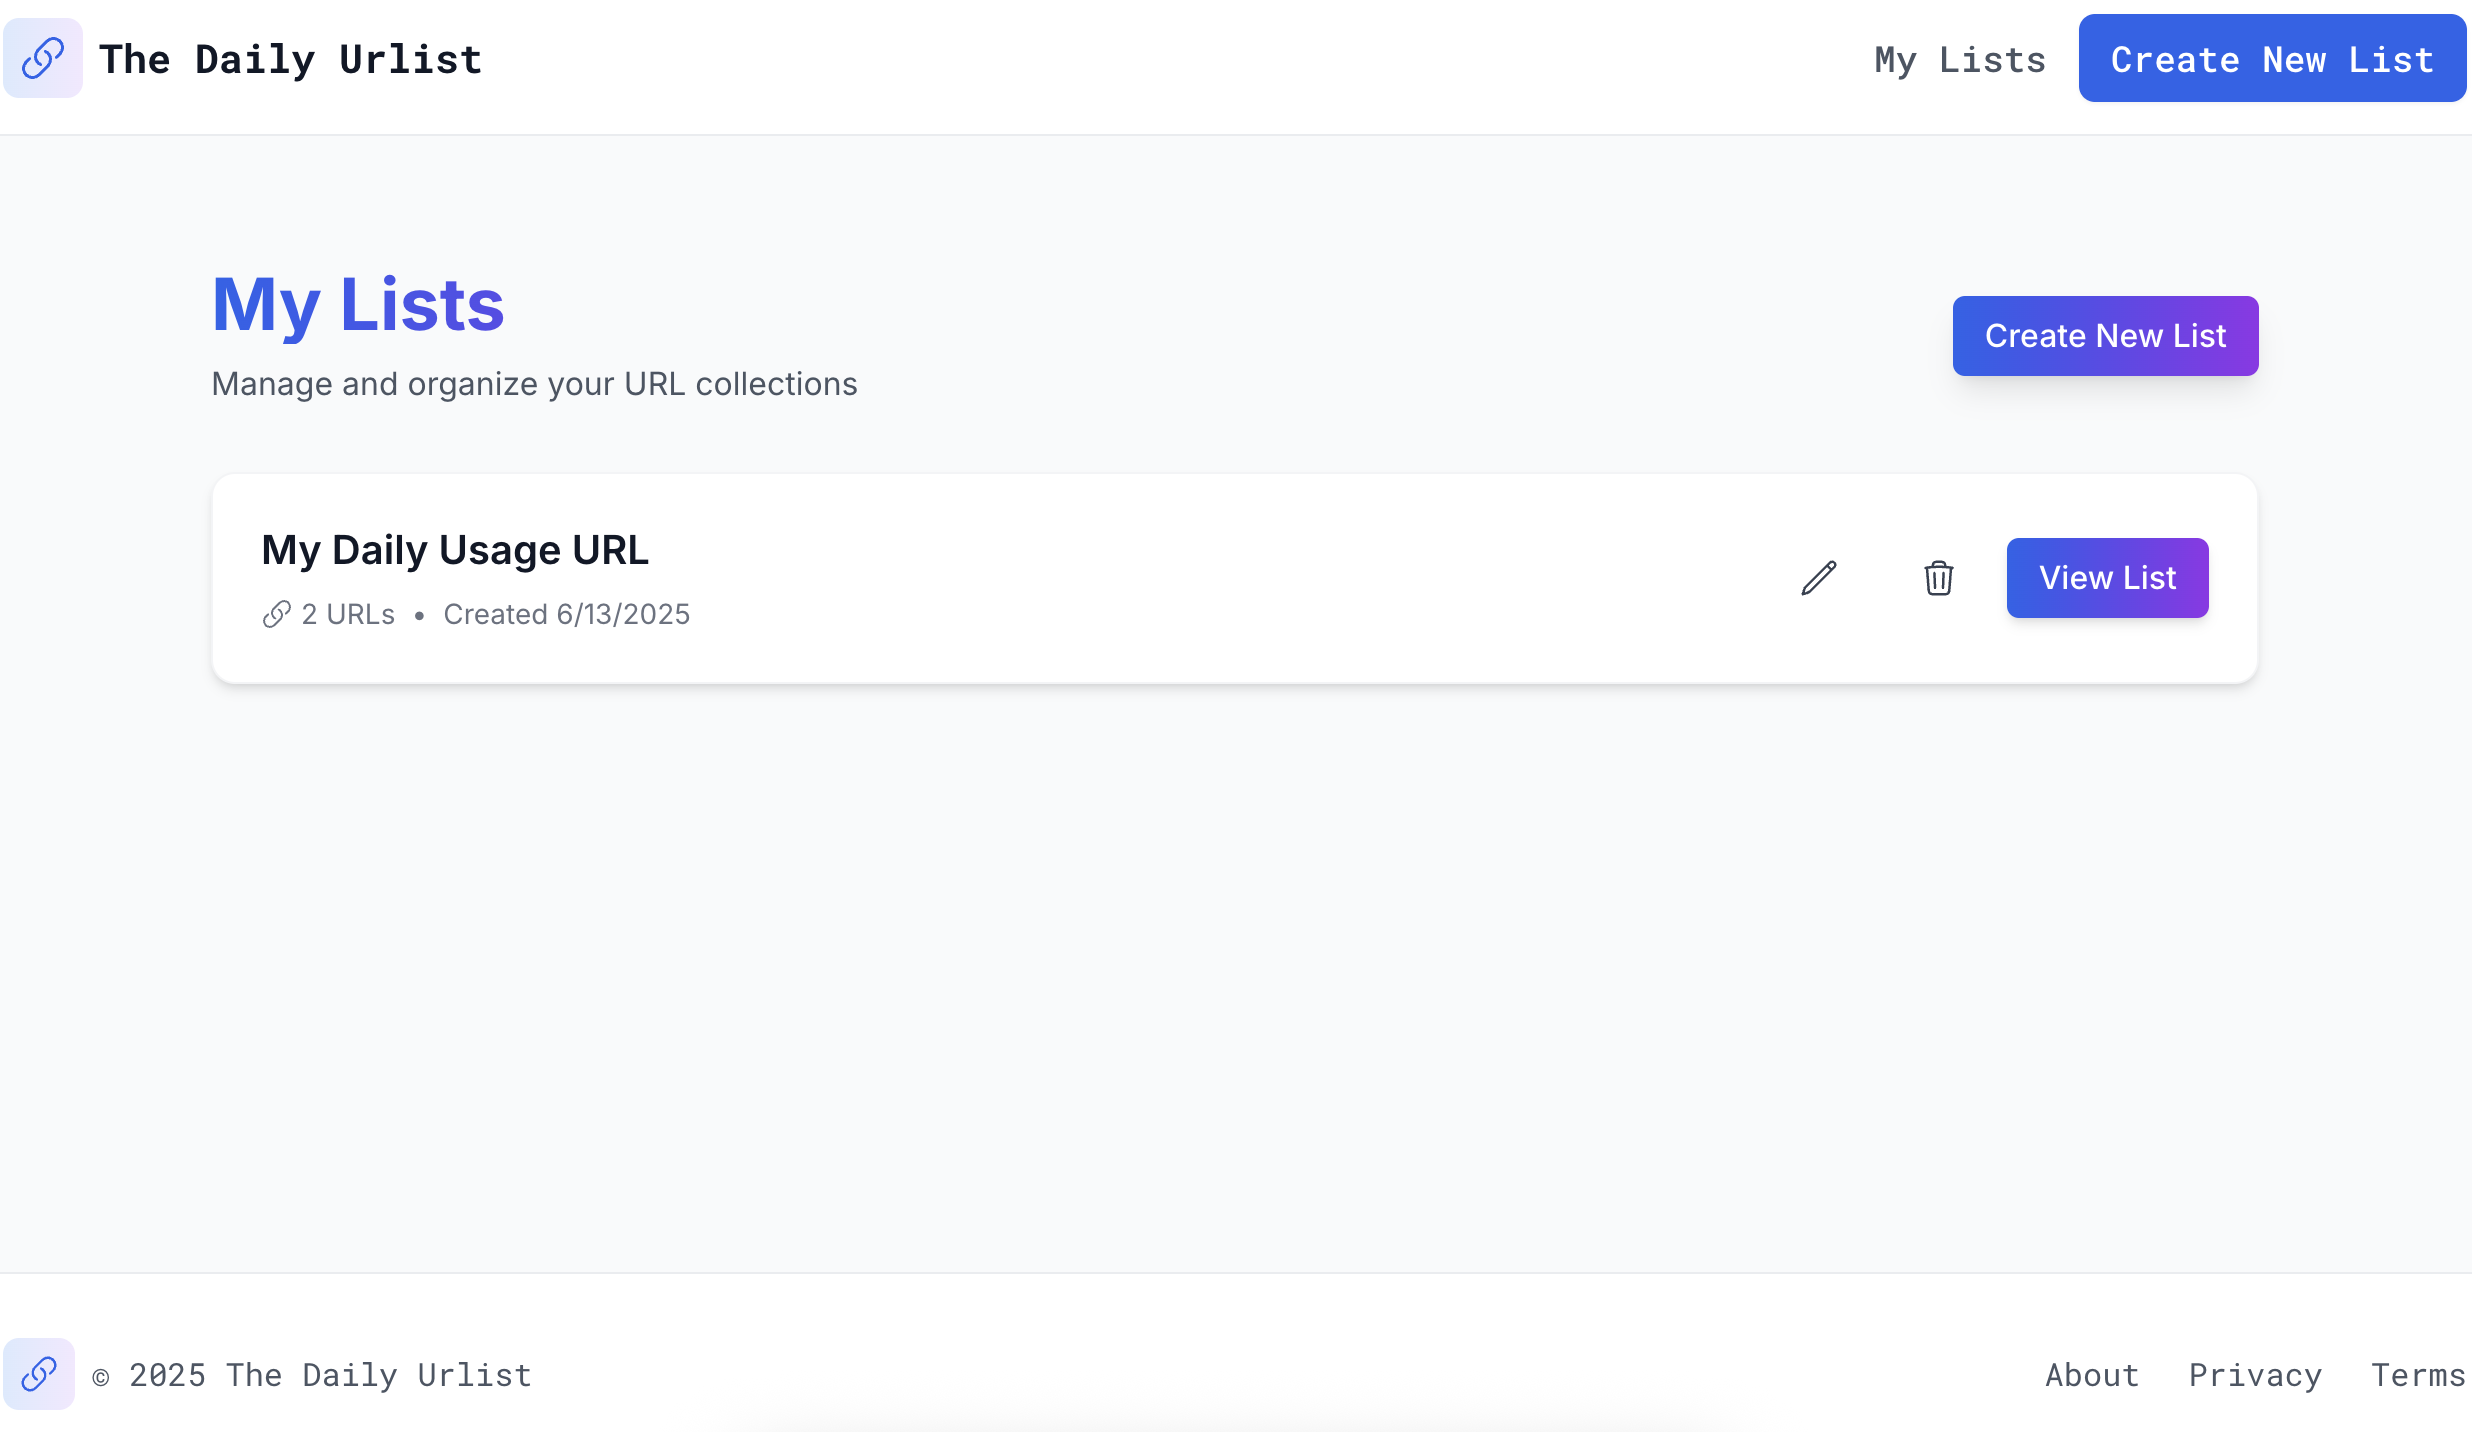 The Daily Urlist
My Lists
Create New List
My Lists
Manage and organize your URL collections
Create New List
My Daily Usage URL
2 URLs • Created 6/13/2025
View List
© 2025 The Daily Urlist
About
Privacy
Terms